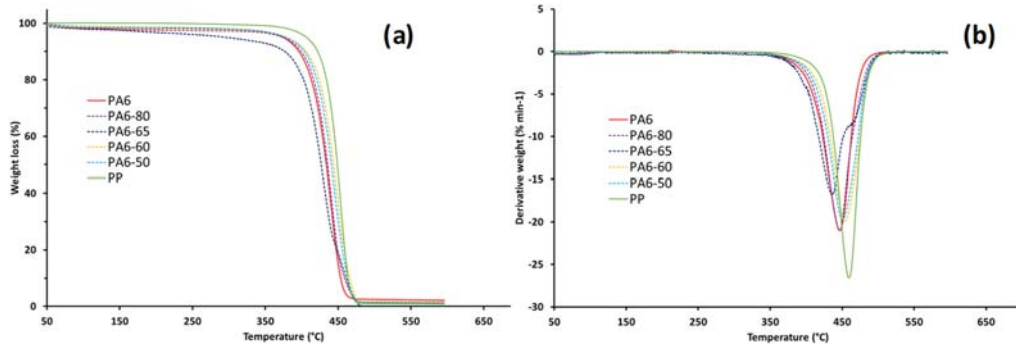 (a)
100
80
60
40
20
0
Weight loss (%)
PA6
PA6-80
PA6-65
PA6-60
PA6-50
PP
50
150
250
350
450
550
650
Temperature (°C)
(b)
5
0
-5
-10
-15
-20
-25
-30
Derivative weight (% min-1)
PA6
PA6-80
PA6-65
PA6-60
PA6-50
PP
50
150
250
350
450
550
650
Temperature (°C)